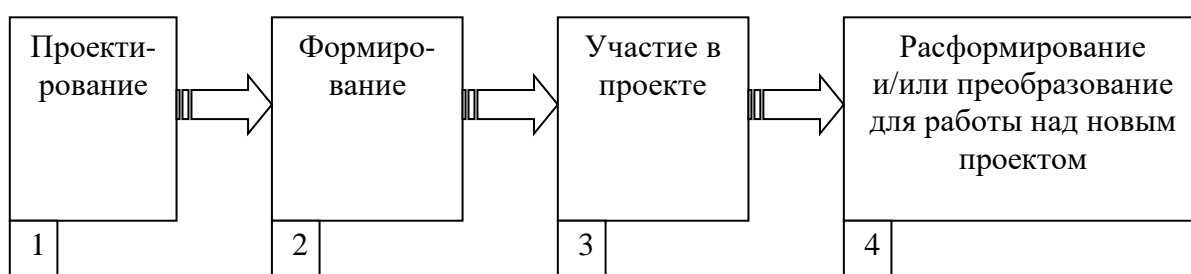 Проекти-
рование
Формиро-
вание
Участие в
проекте
Расформирование
и/или преобразование
для работы над новым
проектом
1
2
3
4